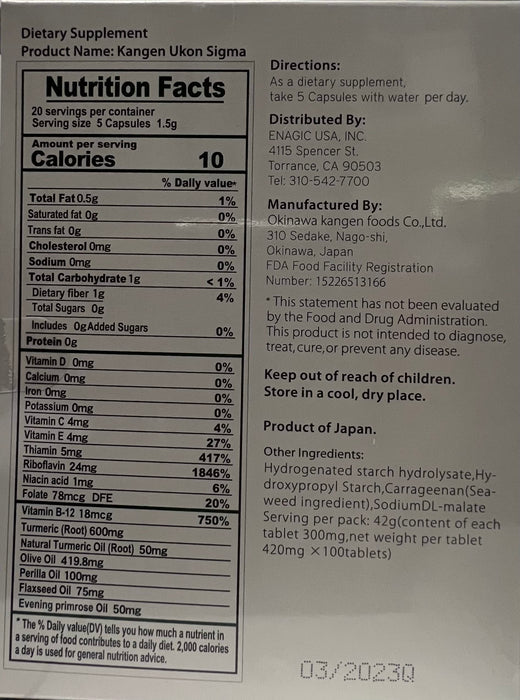 Dietary Supplement
Product Name: Kangen Ukon Sigma
Nutrition Facts
20 servings per container
Serving size 5 Capsules 1.5g
Amount per serving
Calories 10
% Daily value*
Total Fat 0.5g 1%
Saturated fat 0g 0%
Trans fat 0g 0%
Cholesterol 0mg 0%
Sodium 0mg 0%
Total Carbohydrate 1g < 1%
Dietary fiber 1g 4%
Total Sugars 0g
Includes 0g Added Sugars 0%
Protein 0g
Vitamin D 0mg 0%
Calcium 0mg 0%
Iron 0mg 0%
Potassium 0mg 0%
Vitamin C 4mg 4%
Vitamin E 4mg 27%
Thiamin 5mg 417%
Riboflavin 24mg 1846%
Niacin acid 1mg 6%
Folate 78mcg DFE 20%
Vitamin B-12 18mcg 750%
Turmeric (Root) 600mg
Natural Turmeric Oil (Root) 50mg
Olive Oil 419.8mg
Perilla Oil 100mg
Flaxseed Oil 75mg
Evening primrose Oil 50mg
* The % Daily value(DV) tells you how much a nutrient in
a serving of food contributes to a daily diet. 2,000 calories
a day is used for general nutrition advice.
Directions:
As a dietary supplement,
take 5 Capsules with water per day.
Distributed By:
ENAGIC USA, INC.
4115 Spencer St.
Torrance, CA 90503
Tel: 310-542-7700
Manufactured By:
Okinawa kangen foods Co.,Ltd.
310 Sedake, Nago-shi,
Okinawa, Japan
FDA Food Facility Registration
Number: 15226513166
* This statement has not been evaluated
by the Food and Drug Administration.
This product is not intended to diagnose,
treat,cure,or prevent any disease.
Keep out of reach of children.
Store in a cool, dry place.
Product of Japan.
Other Ingredients:
Hydrogenated starch hydrolysate,Hy-
droxypropyl Starch,Carrageenan(Sea-
weed ingredient),SodiumDL-malate
Serving per pack: 42g(content of each
tablet 300mg,net weight per tablet
420mg ×100tablets)
03/2023Q